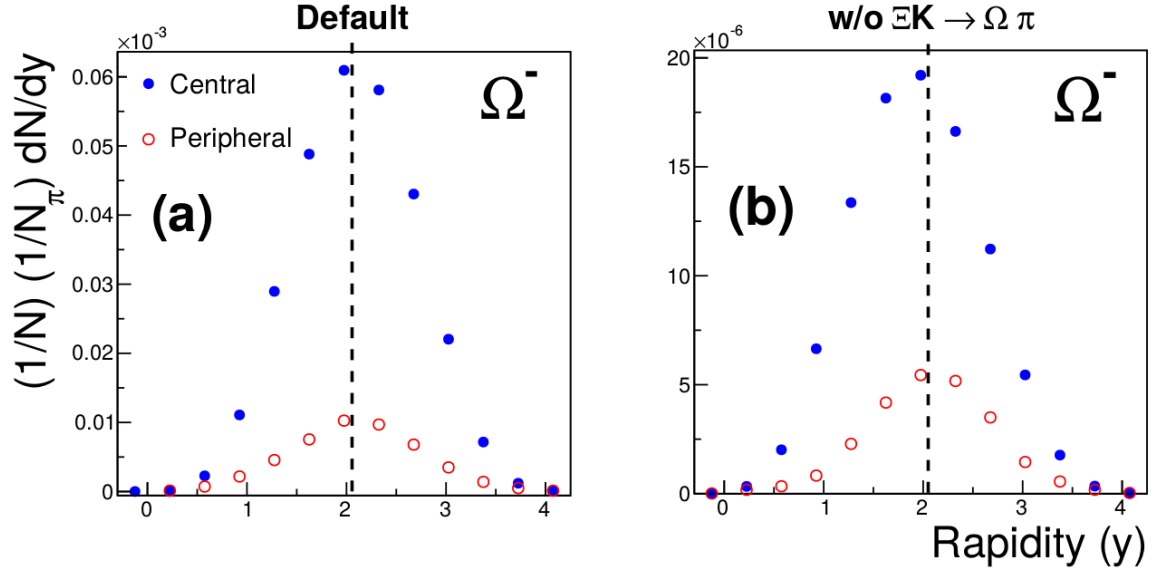 Default
×10⁻³
(1/N) (1/Nπ) dN/dy
0.06
0.05
0.04
0.03
0.02
0.01
0
Central
Peripheral
Ω⁻
(a)
0 1 2 3 4
w/o ΞK → Ω π
×10⁻⁶
20
15
10
5
0
Ω⁻
(b)
0 1 2 3 4
Rapidity (y)